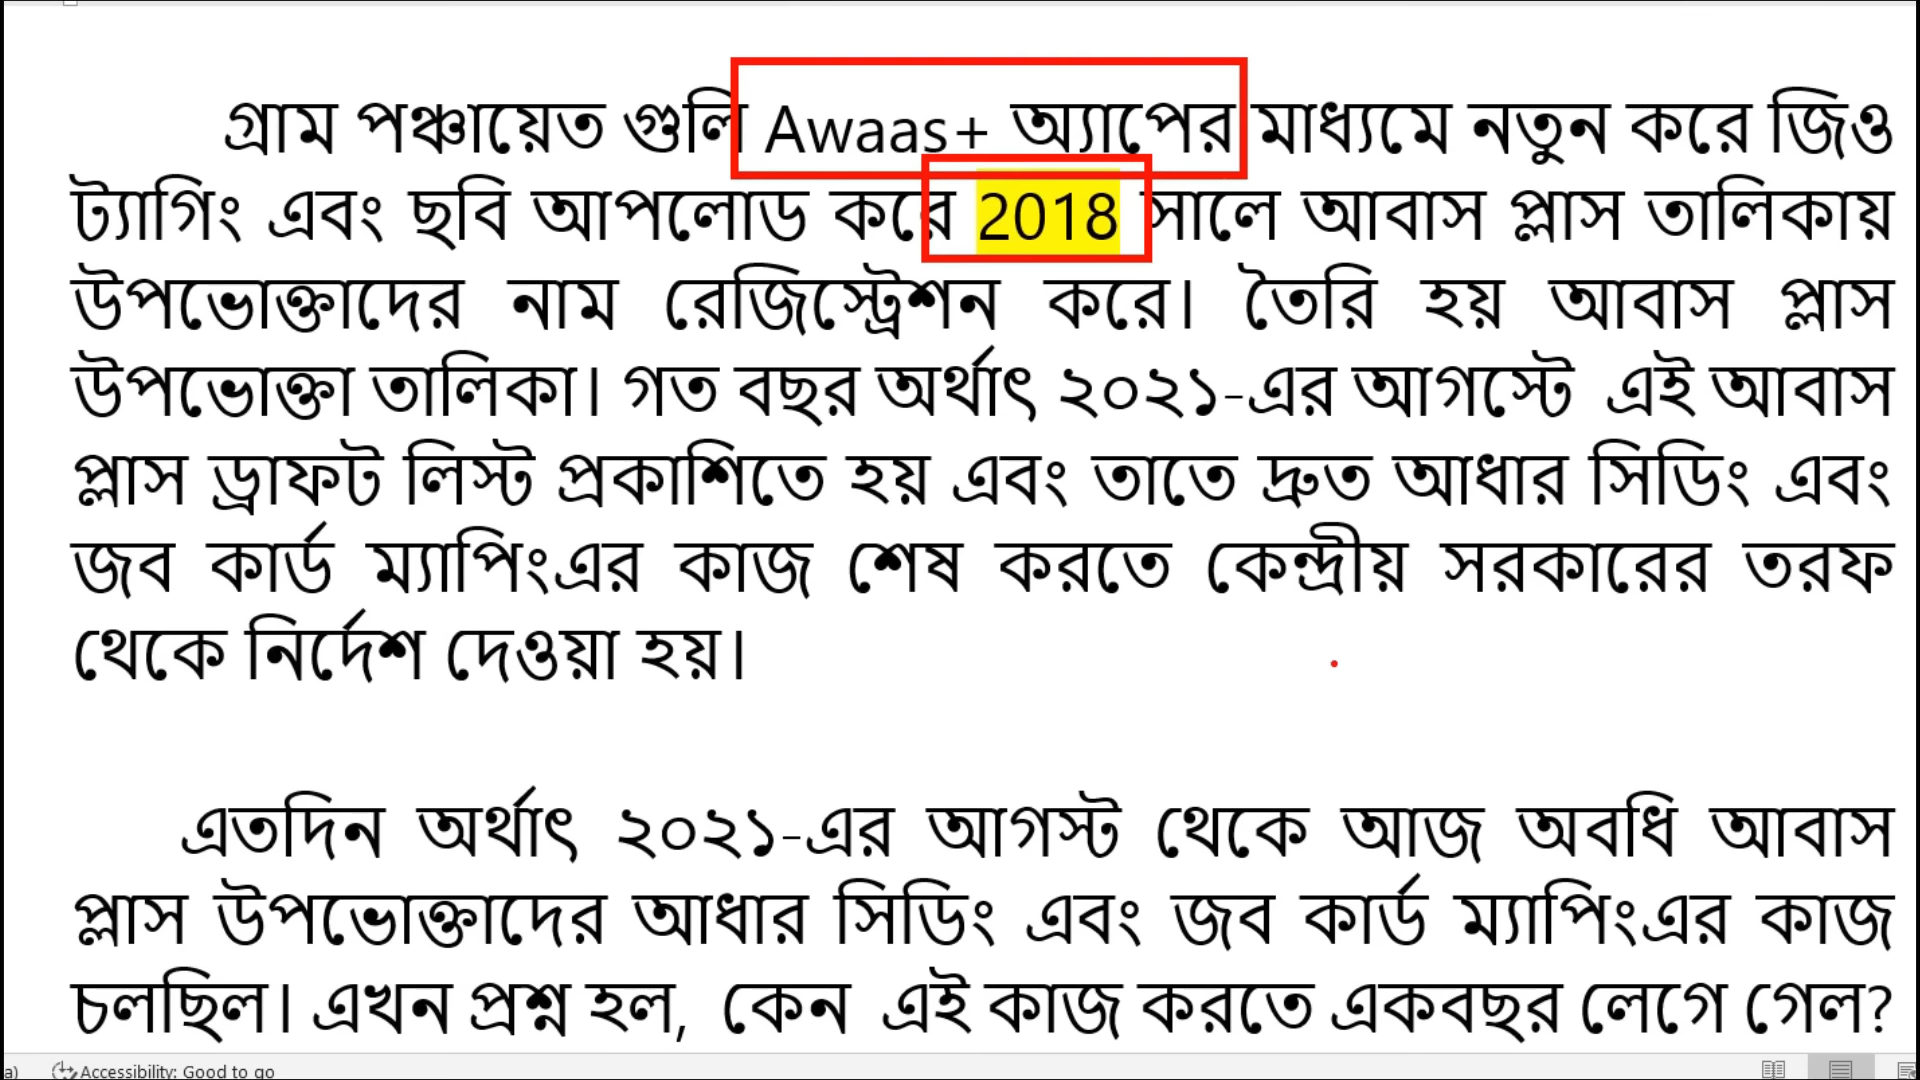 গ্রাম পঞ্চায়েত গুলি Awaas+ অ্যাপের মাধ্যমে নতুন করে জিও
ট্যাগিং এবং ছবি আপলোড করে 2018 সালে আবাস প্লাস তালিকায়
উপভোক্তাদের নাম রেজিস্ট্রেশন করে। তৈরি হয় আবাস প্লাস
উপভোক্তা তালিকা। গত বছর অর্থাৎ ২০২১-এর আগস্টে এই আবাস
প্লাস ড্রাফট লিস্ট প্রকাশিতে হয় এবং তাতে দ্রুত আধার সিডিং এবং
জব কার্ড ম্যাপিংএর কাজ শেষ করতে কেন্দ্রীয় সরকারের তরফ
থেকে নির্দেশ দেওয়া হয়।
এতদিন অর্থাৎ ২০২১-এর আগস্ট থেকে আজ অবধি আবাস
প্লাস উপভোক্তাদের আধার সিডিং এবং জব কার্ড ম্যাপিংএর কাজ
চলছিল। এখন প্রশ্ন হল, কেন এই কাজ করতে একবছর লেগে গেল?
a) Accessibility: Good to go